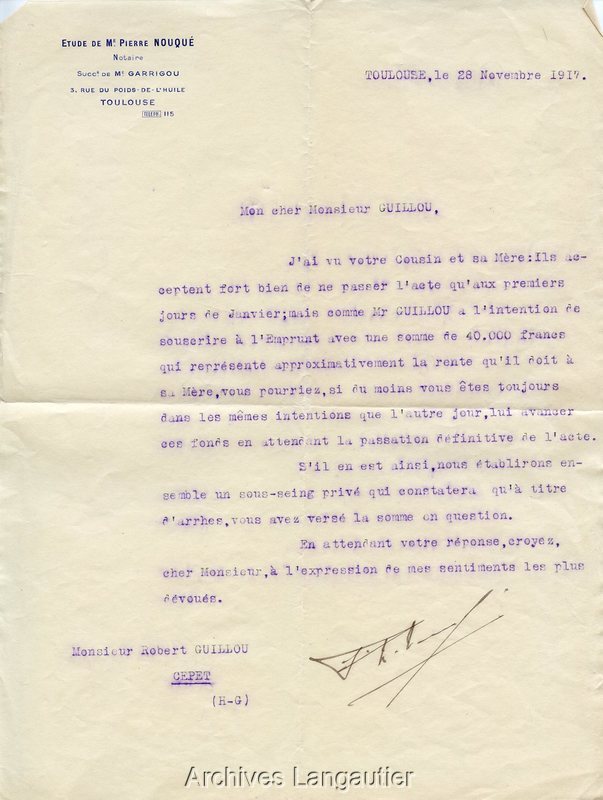 ETUDE DE Mᵉ PIERRE NOUQUÉ
Notaire
Succʳ de Mᵉ GARRIGOU
3. RUE DU POIDS-DE-L'HUILE
TOULOUSE
TÉLÉPH. 115
TOULOUSE,le 28 Novembre 1917.
Mon cher Monsieur GUILLOU,
J'ai vu votre Cousin et sa Mère:Ils ac-
ceptent fort bien de ne passer l'acte qu'aux premiers
jours de Janvier;mais comme Mr GUILLOU a l'intention de
souscrire à l'Emprunt avec une somme de 40.000 francs
qui représente approximativement la rente qu'il doit à
sa Mère,vous pourriez,si du moins vous êtes toujours
dans les mêmes intentions que l'autre jour,lui avancer
ces fonds en attendant la passation définitive de l'acte.
S'il en est ainsi,nous établirons en-
semble un sous-seing privé qui constatera qu'à titre
d'arrhes,vous avez versé la somme en question.
En attendant votre réponse,croyez,
cher Monsieur,à l'expression de mes sentiments les plus
dévoués.
Monsieur Robert GUILLOU
CEPET
(H-G)
Archives Langautier